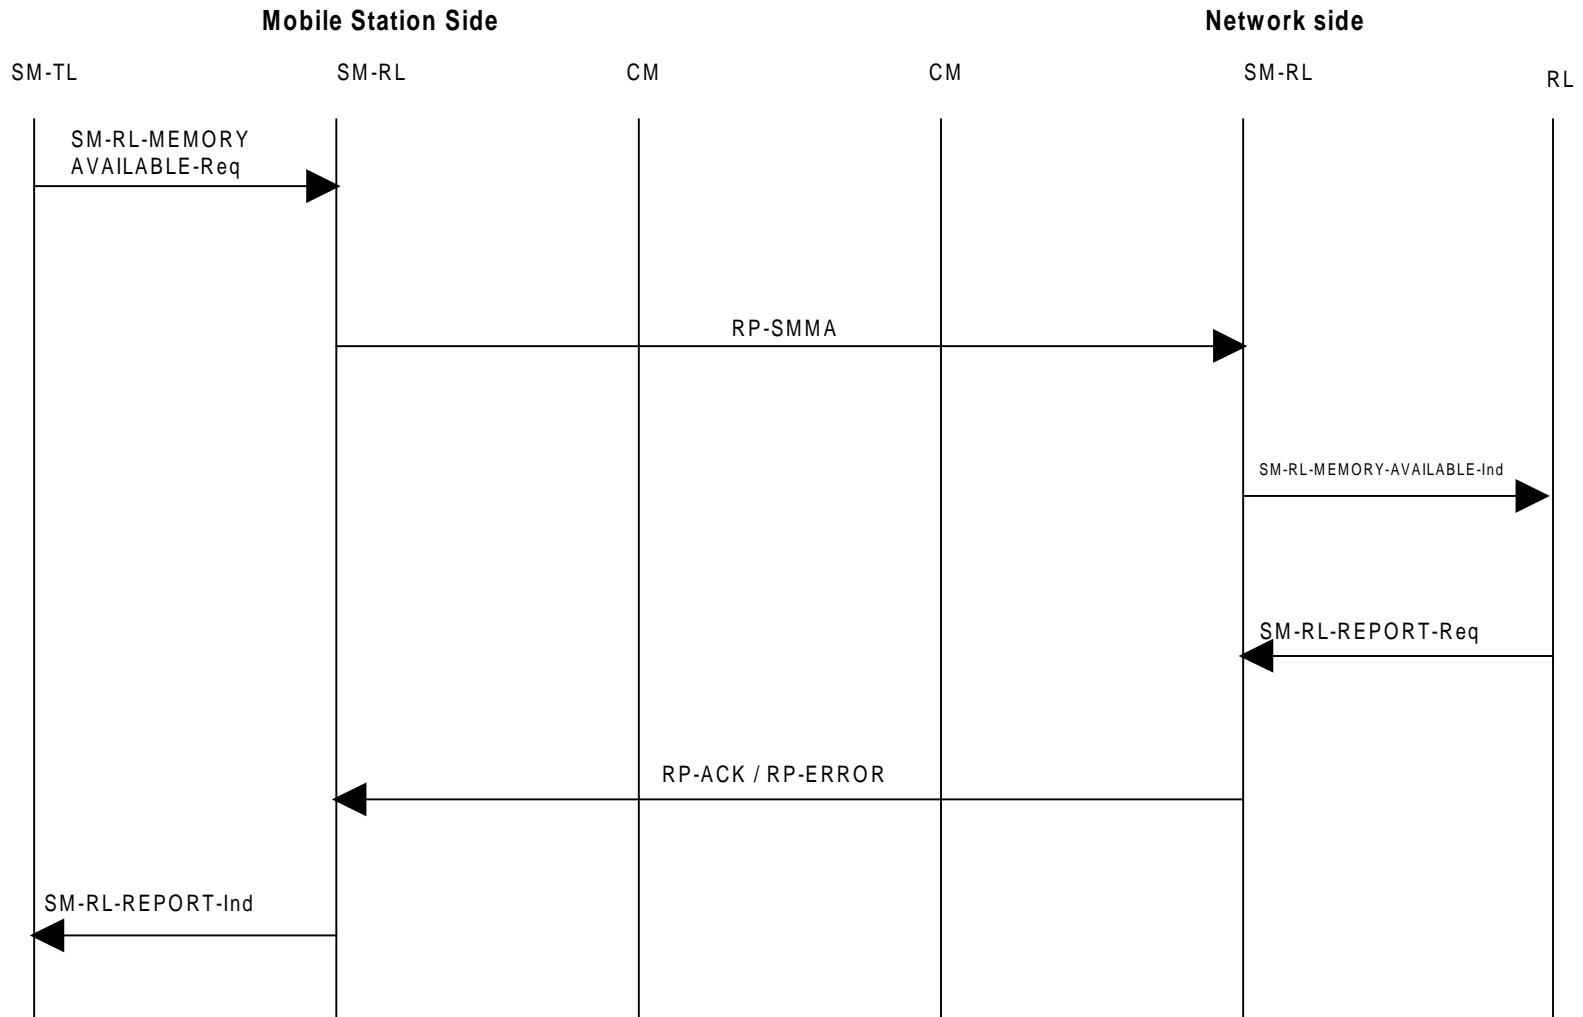 Mobile Station Side
Network side
SM-TL
SM-RL
CM
CM
SM-RL
RL
SM-RL-MEMORY
AVAILABLE-Req
RP-SMMA
SM-RL-MEMORY-AVAILABLE-Ind
SM-RL-REPORT-Req
RP-ACK / RP-ERROR
SM-RL-REPORT-Ind